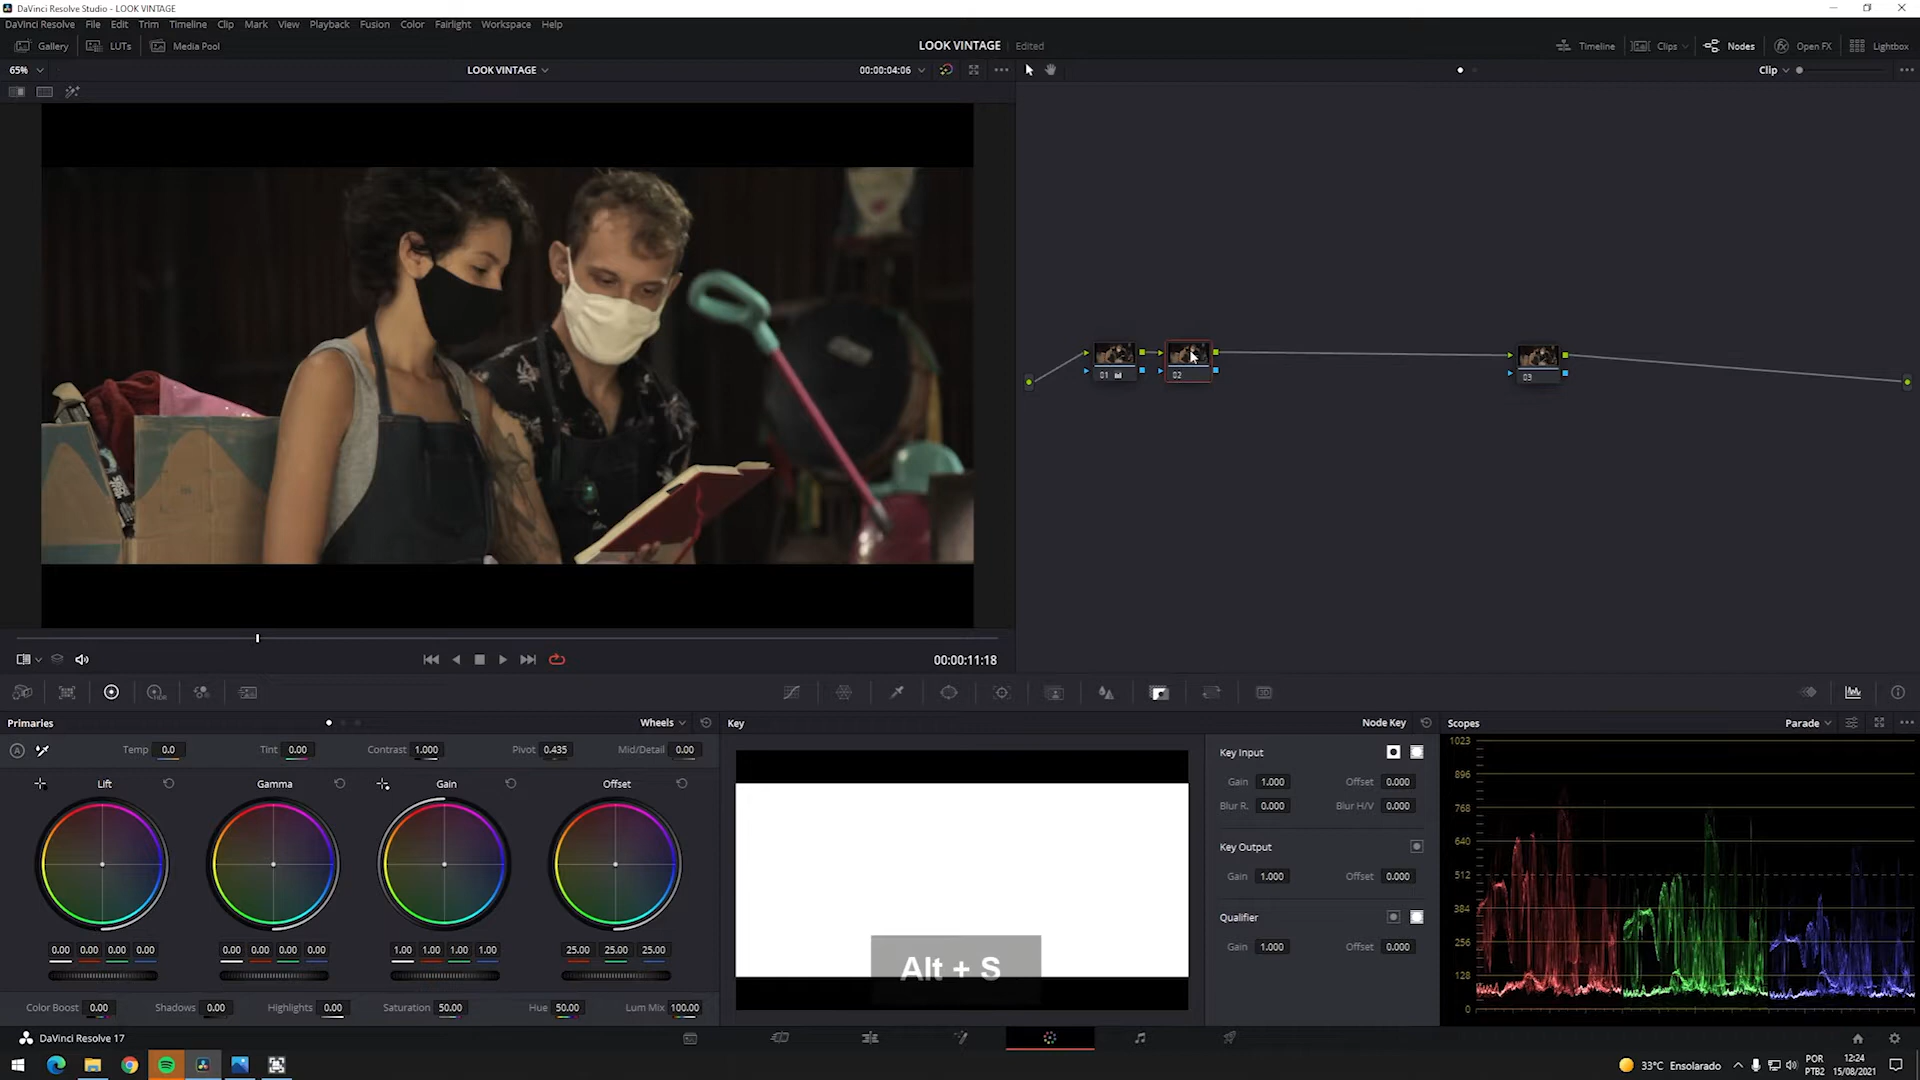 DaVinci Resolve Studio - LOOK VINTAGE
DaVinci Resolve File Edit Trim Timeline Clip Mark View Playback Fusion Color Fairlight Workspace Help
Gallery LUTs Media Pool LOOK VINTAGE Edited Timeline Clips Nodes Open FX Lightbox
65% LOOK VINTAGE 00:00:04:06 Clip
01 02 03
00:00:11:18
Primaries Wheels Key Node Key Scopes Parade
Temp 0.0 Tint 0.00 Contrast 1.000 Pivot 0.435 Mid/Detail 0.00
Lift Gamma Gain Offset
0.00 0.00 0.00 0.00 0.00 0.00 0.00 0.00 1.00 1.00 1.00 1.00 25.00 25.00 25.00
Color Boost 0.00 Shadows 0.00 Highlights 0.00 Saturation 50.00 Hue 50.00 Lum Mix 100.00
Alt + S
Key Input
Gain 1.000 Offset 0.000
Blur R. 0.000 Blur H/V 0.000
Key Output
Gain 1.000 Offset 0.000
Qualifier
Gain 1.000 Offset 0.000
1023
896
768
640
512
384
256
128
0
DaVinci Resolve 17
33°C Ensolarado
POR
PTB2
12:24
15/08/2021